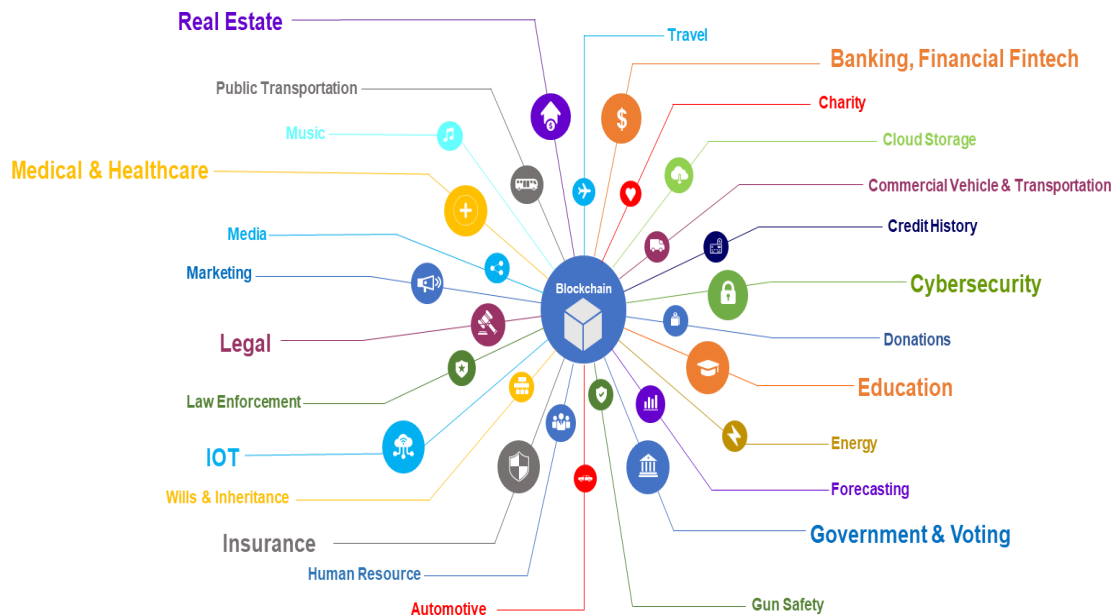 Real Estate
Travel
Banking, Financial Fintech
Public Transportation
Charity
Music
Cloud Storage
Medical & Healthcare
Commercial Vehicle & Transportation
Media
Credit History
Marketing
Blockchain
Cybersecurity
Legal
Donations
Law Enforcement
Education
IOT
Energy
Wills & Inheritance
Forecasting
Insurance
Government & Voting
Human Resource
Automotive
Gun Safety